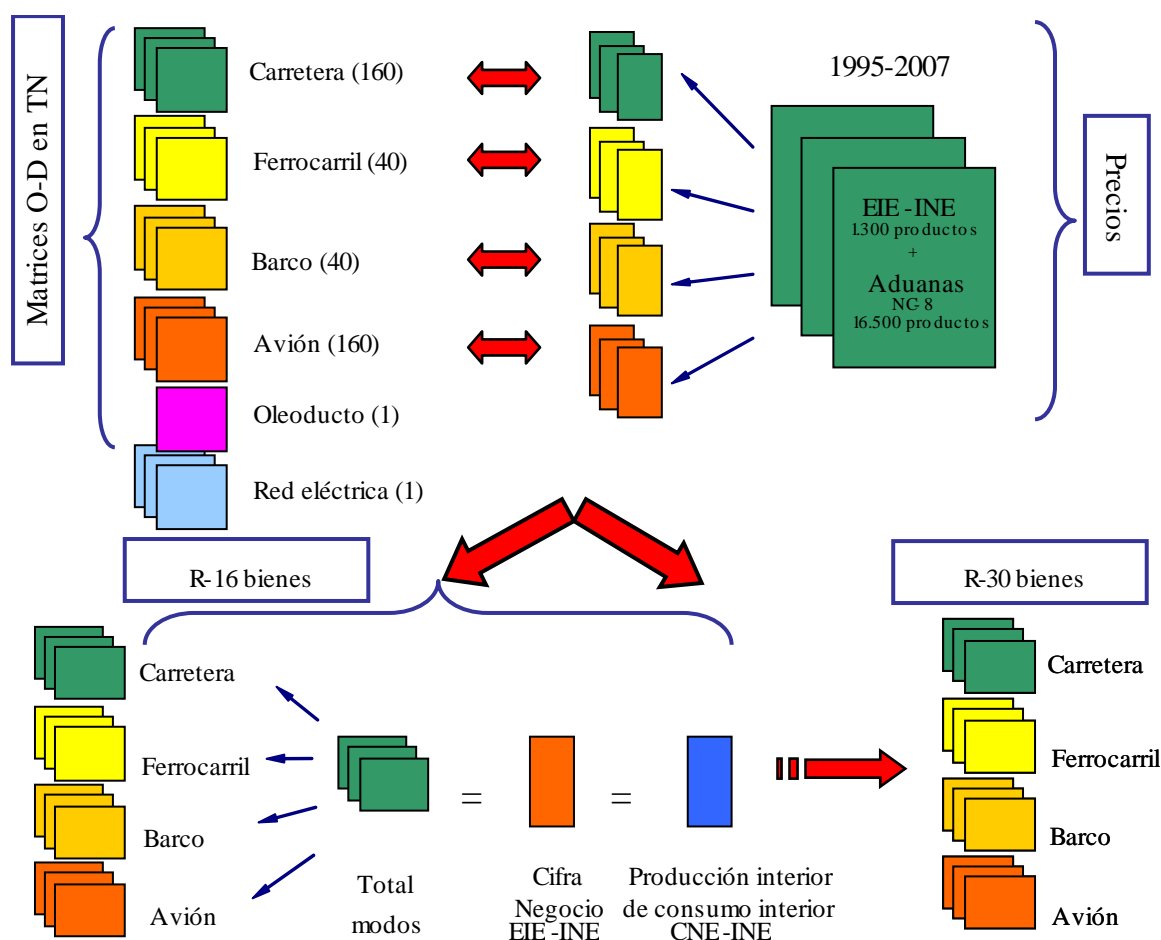 Matrices O-D en TN
Carretera (160)
Ferrocarril (40)
Barco (40)
Avión (160)
Oleoducto (1)
Red eléctrica (1)
1995-2007
EIE-INE
1.300 productos
+
Aduanas
NC-8
16.500 productos
Precios
R-16 bienes
R-30 bienes
Carretera
Ferrocarril
Barco
Avión
Total
modos
=
Cifra
Negocio
EIE-INE
=
Producción interior
de consumo interior
CNE-INE
Carretera
Ferrocarril
Barco
Avión